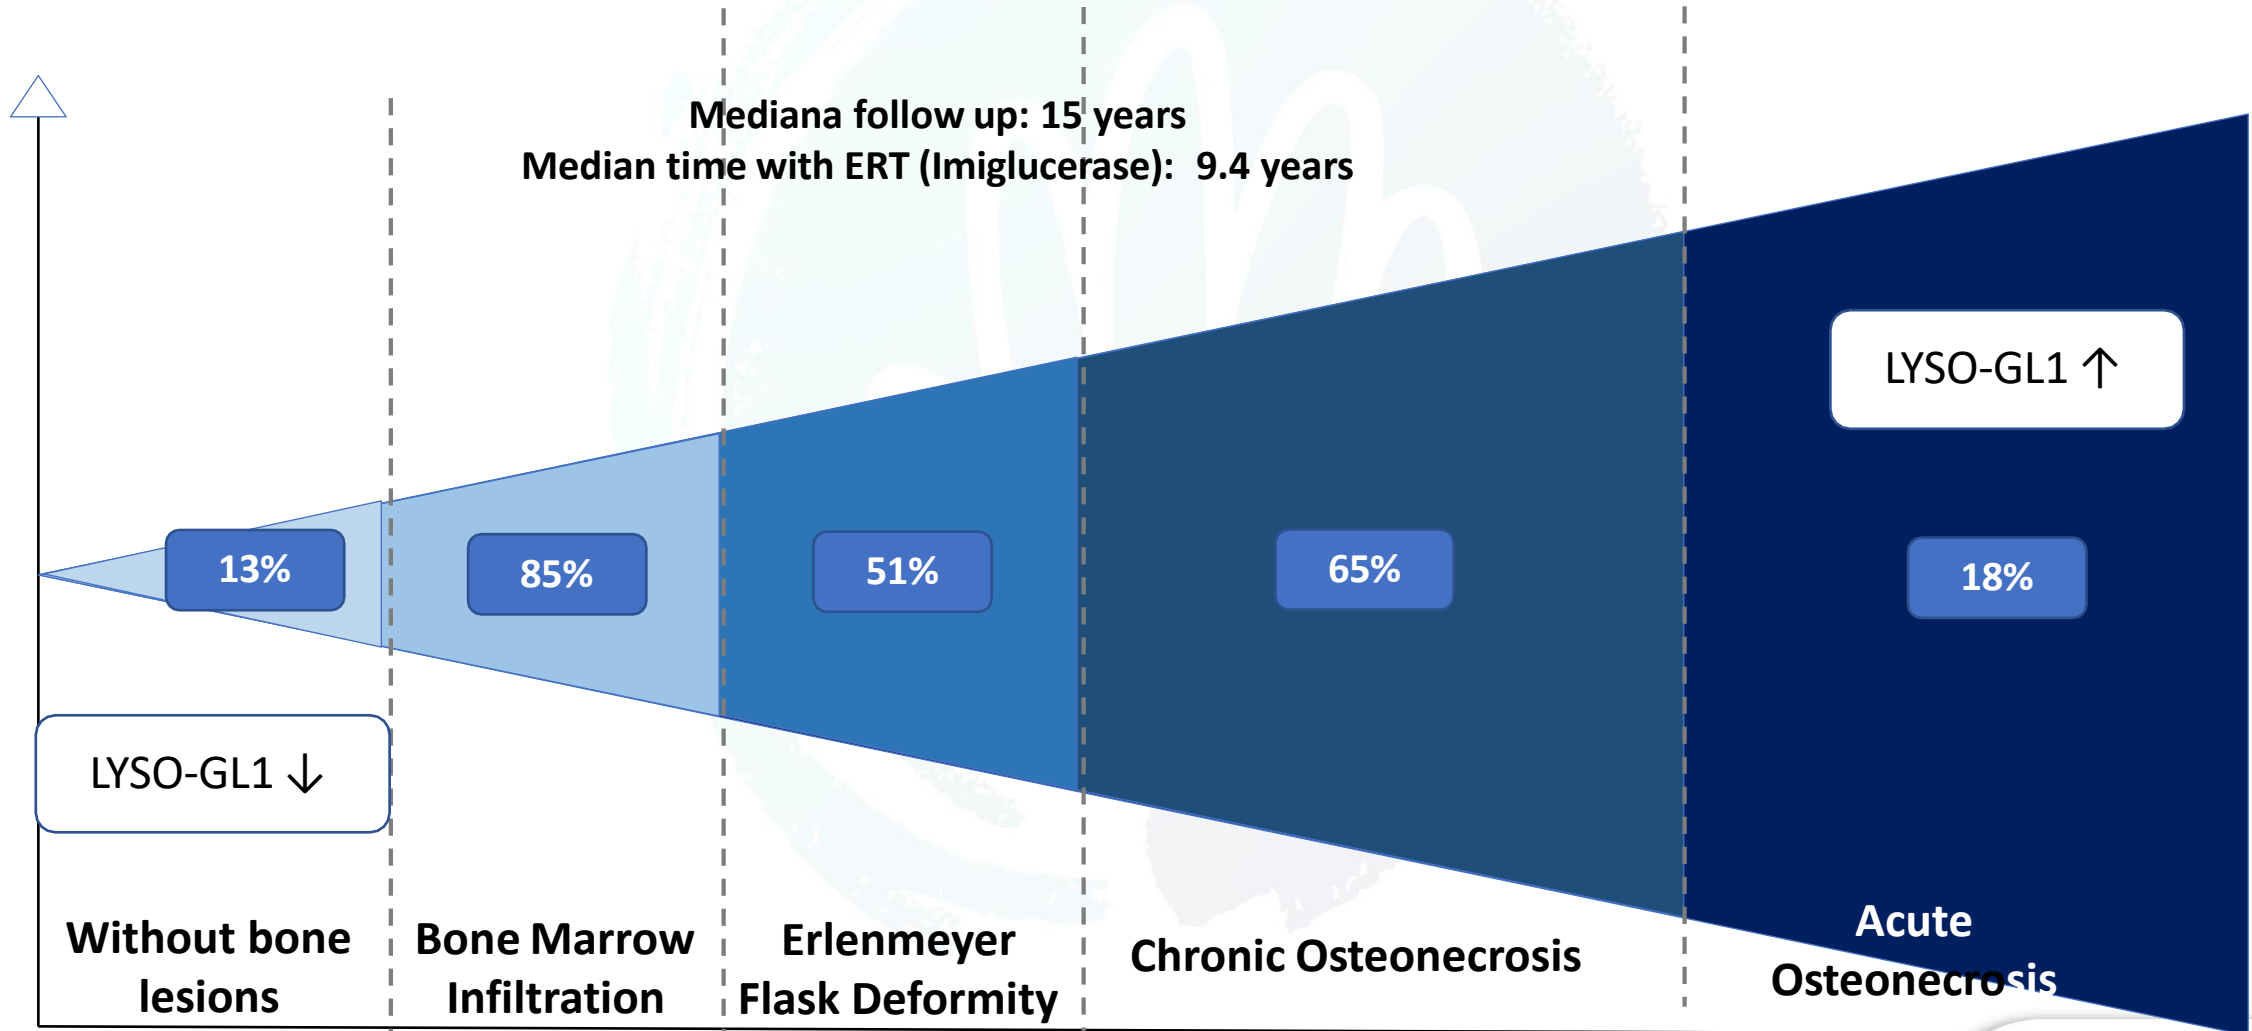 Mediana follow up: 15 years
Median time with ERT (Imiglucerase): 9.4 years
LYSO-GL1 ↑
13%
85%
51%
65%
18%
LYSO-GL1 ↓
Without bone
lesions
Bone Marrow
Infiltration
Erlenmeyer
Flask Deformity
Chronic Osteonecrosis
Acute
Osteonecrosis